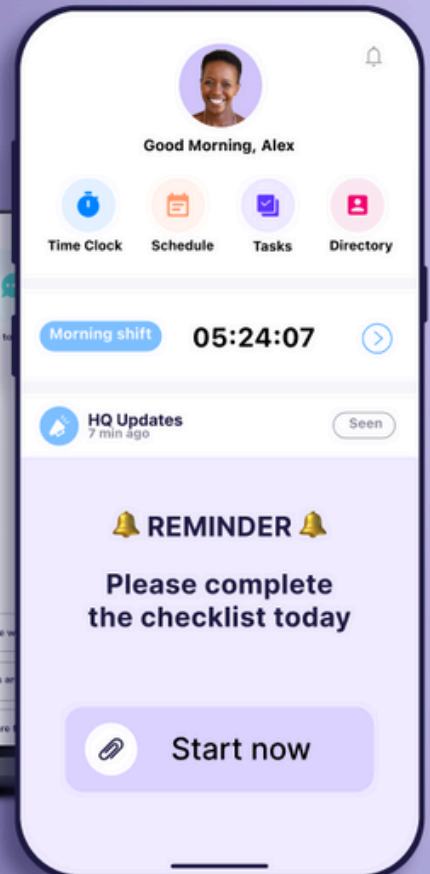 Good Morning, Alex
Time Clock Schedule Tasks Directory
Morning shift 05:24:07
HQ Updates
7 min ago
Seen
🔔 REMINDER 🔔
Please complete
the checklist today
Start now